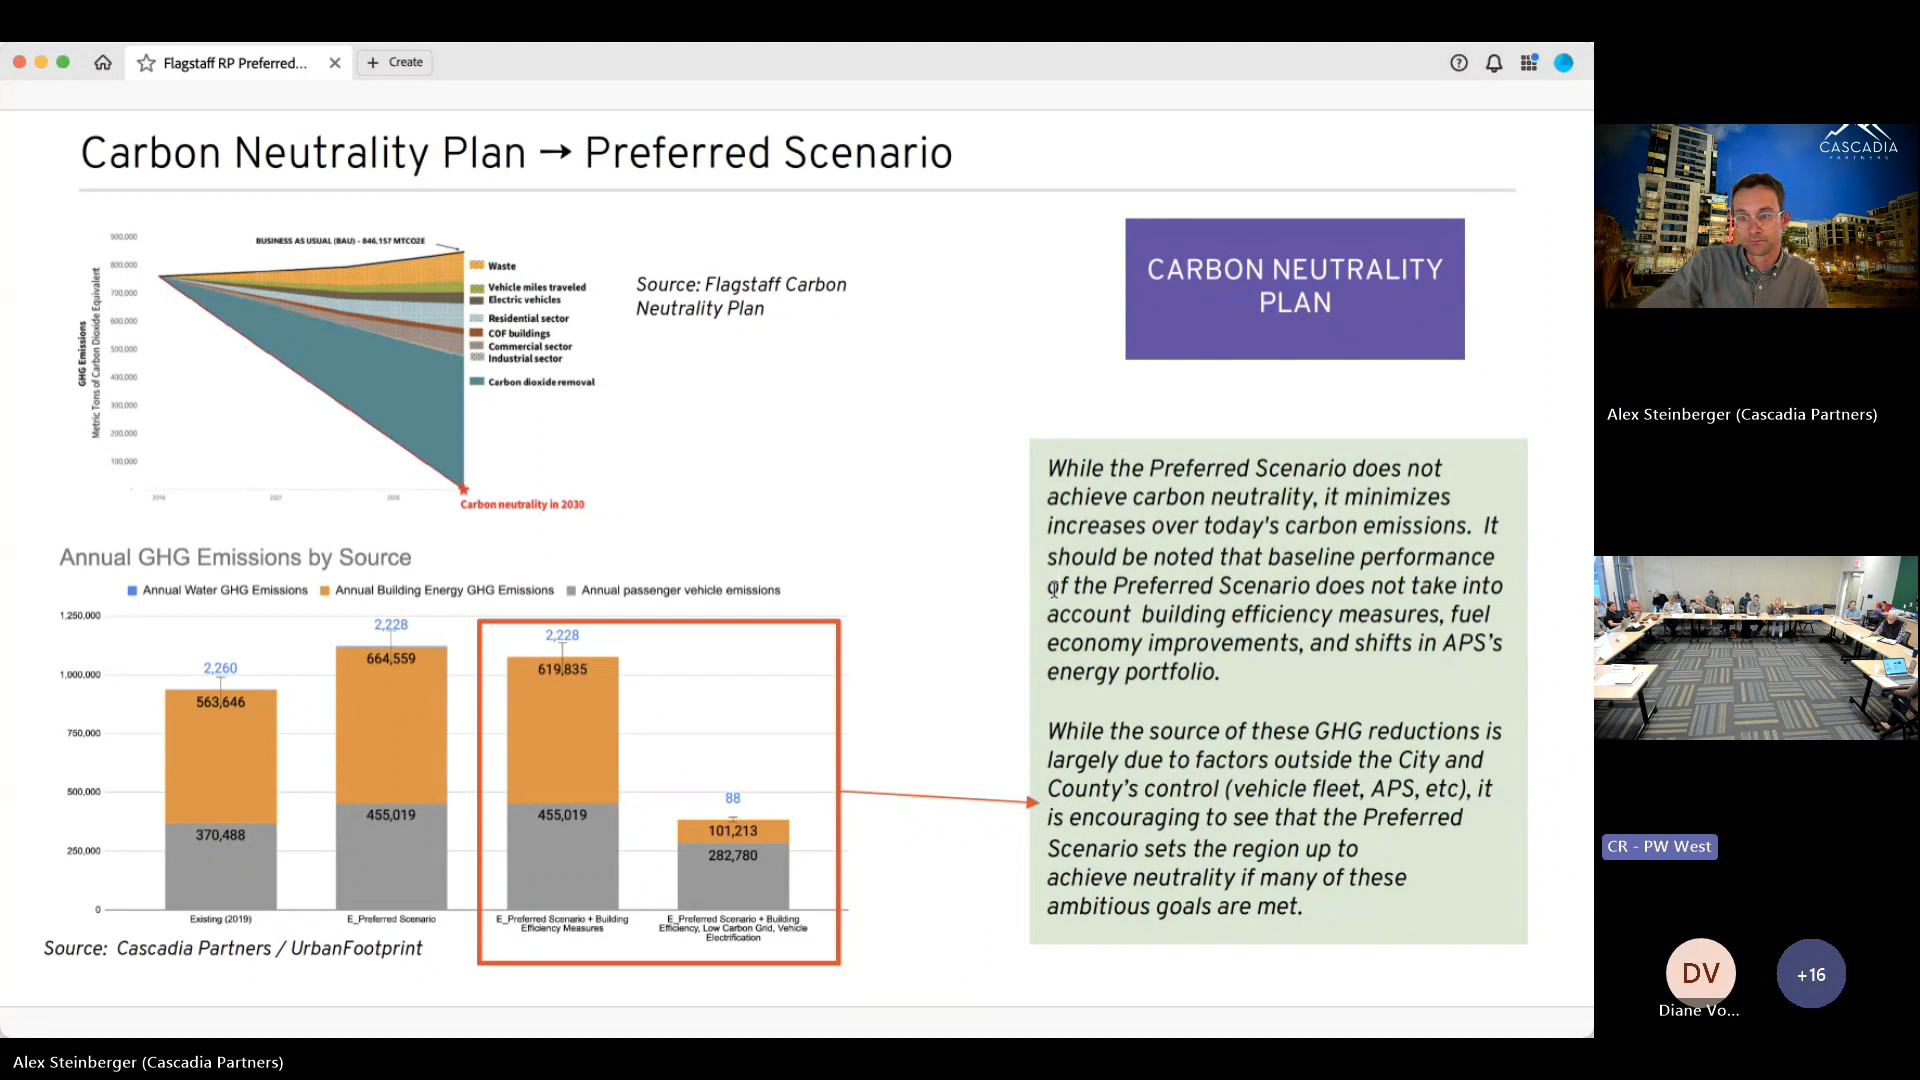 Flagstaff RP Preferred...
Create
Carbon Neutrality Plan → Preferred Scenario
CASCADIA
PARTNERS
900,000
800,000
700,000
600,000
500,000
400,000
300,000
200,000
100,000
GHG Emissions
Metric Tons of Carbon Dioxide Equivalent
BUSINESS AS USUAL (BAU) - 846,157 MTCO2E
Waste
Vehicle miles traveled
Electric vehicles
Residential sector
COF buildings
Commercial sector
Industrial sector
Carbon dioxide removal
2016
2021
2026
Carbon neutrality in 2030
Source: Flagstaff Carbon
Neutrality Plan
CARBON NEUTRALITY
PLAN
Annual GHG Emissions by Source
Annual Water GHG Emissions
Annual Building Energy GHG Emissions
Annual passenger vehicle emissions
1,250,000
1,000,000
750,000
500,000
250,000
0
2,260
563,646
370,488
2,228
664,559
455,019
2,228
619,835
455,019
88
101,213
282,780
Existing (2019)
E_Preferred Scenario
E_Preferred Scenario + Building
Efficiency Measures
E_Preferred Scenario + Building
Efficiency, Low Carbon Grid, Vehicle
Electrification
Source: Cascadia Partners / UrbanFootprint
While the Preferred Scenario does not
achieve carbon neutrality, it minimizes
increases over today's carbon emissions. It
should be noted that baseline performance
of the Preferred Scenario does not take into
account building efficiency measures, fuel
economy improvements, and shifts in APS's
energy portfolio.
While the source of these GHG reductions is
largely due to factors outside the City and
County's control (vehicle fleet, APS, etc), it
is encouraging to see that the Preferred
Scenario sets the region up to
achieve neutrality if many of these
ambitious goals are met.
Alex Steinberger (Cascadia Partners)
CR - PW West
DV
+16
Diane Vo...
Alex Steinberger (Cascadia Partners)